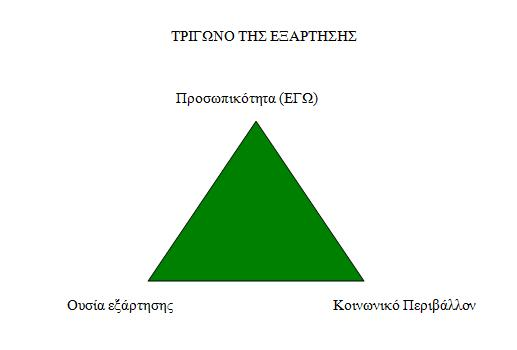 ΤΡΙΓΩΝΟ ΤΗΣ ΕΞΑΡΤΗΣΗΣ
Προσωπικότητα (ΕΓΩ)
Ουσία εξάρτησης
Κοινωνικό Περιβάλλον